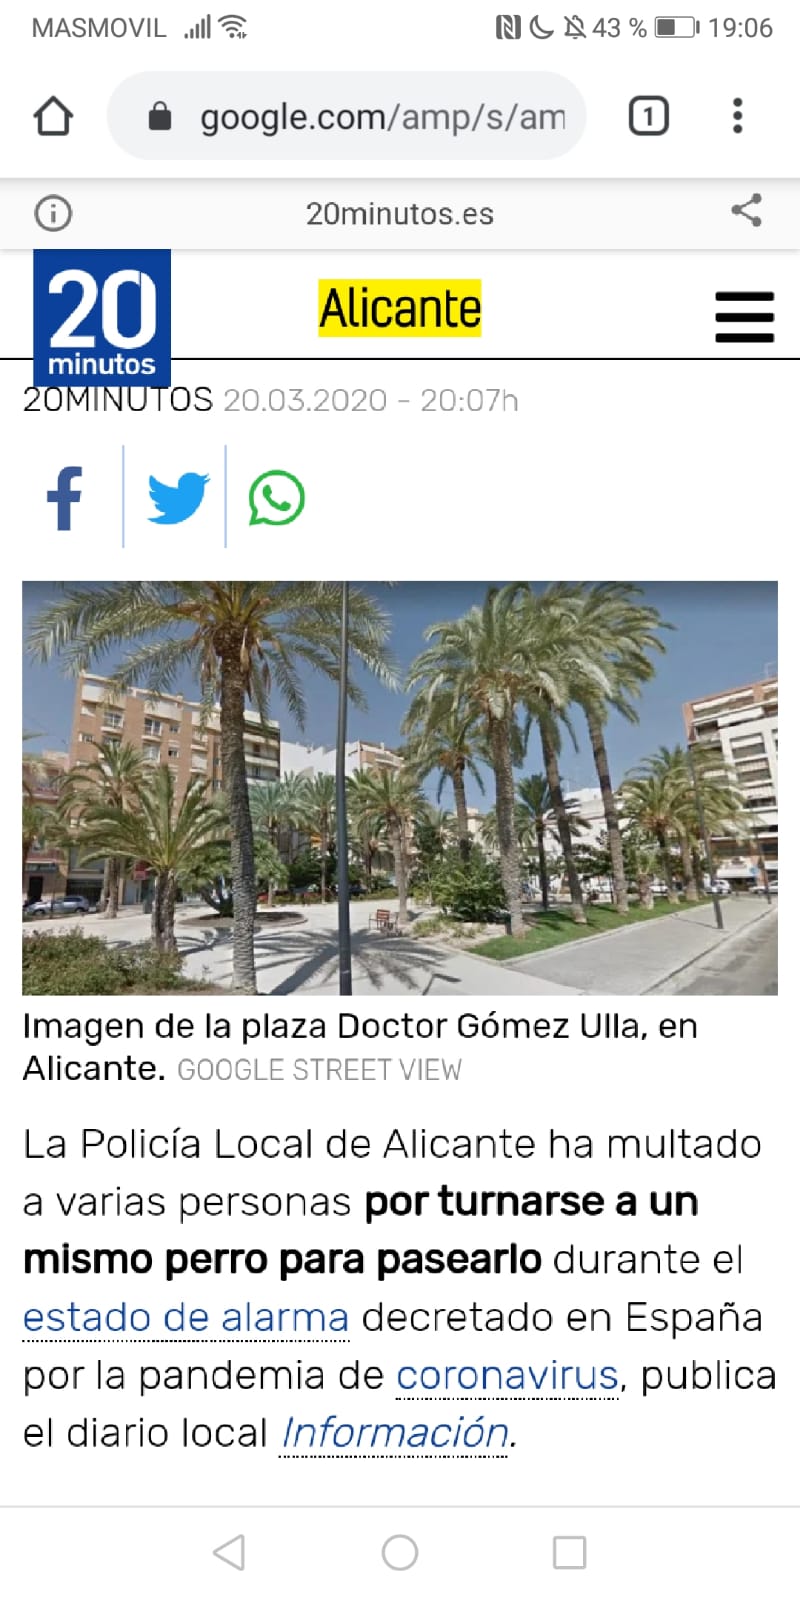 MASMOVIL 43 % 19:06
google.com/amp/s/am 1
20minutos.es
20
minutos
Alicante
20MINUTOS 20.03.2020 - 20:07h
Imagen de la plaza Doctor Gómez Ulla, en
Alicante. GOOGLE STREET VIEW
La Policía Local de Alicante ha multado
a varias personas por turnarse a un
mismo perro para pasearlo durante el
estado de alarma decretado en España
por la pandemia de coronavirus, publica
el diario local Información.